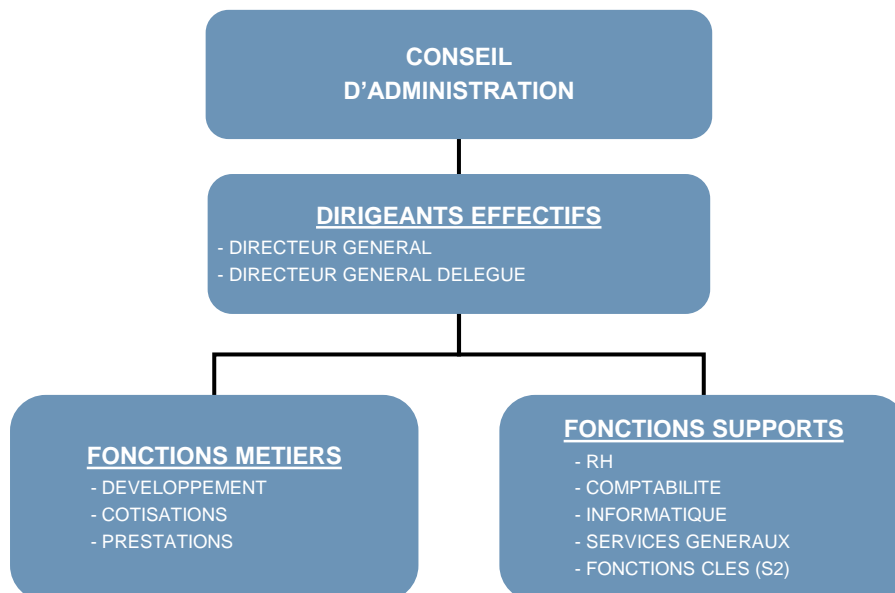 CONSEIL
D’ADMINISTRATION
DIRIGEANTS EFFECTIFS
- DIRECTEUR GENERAL
- DIRECTEUR GENERAL DELEGUE
FONCTIONS METIERS
- DEVELOPPEMENT
- COTISATIONS
- PRESTATIONS
FONCTIONS SUPPORTS
- RH
- COMPTABILITE
- INFORMATIQUE
- SERVICES GENERAUX
- FONCTIONS CLES (S2)